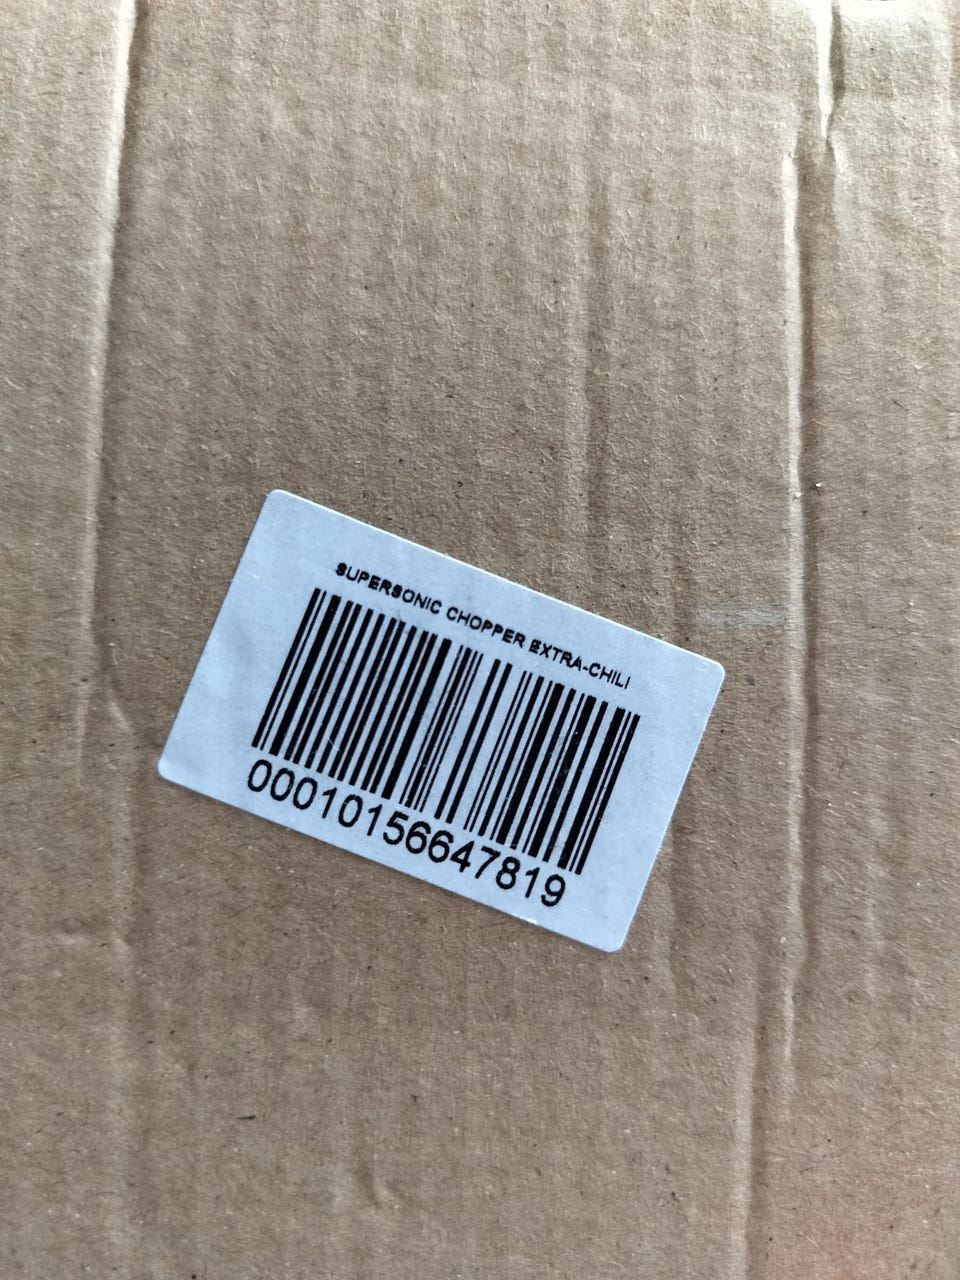 SUPERSONIC CHOPPER EXTRA-CHILI
00010156647819